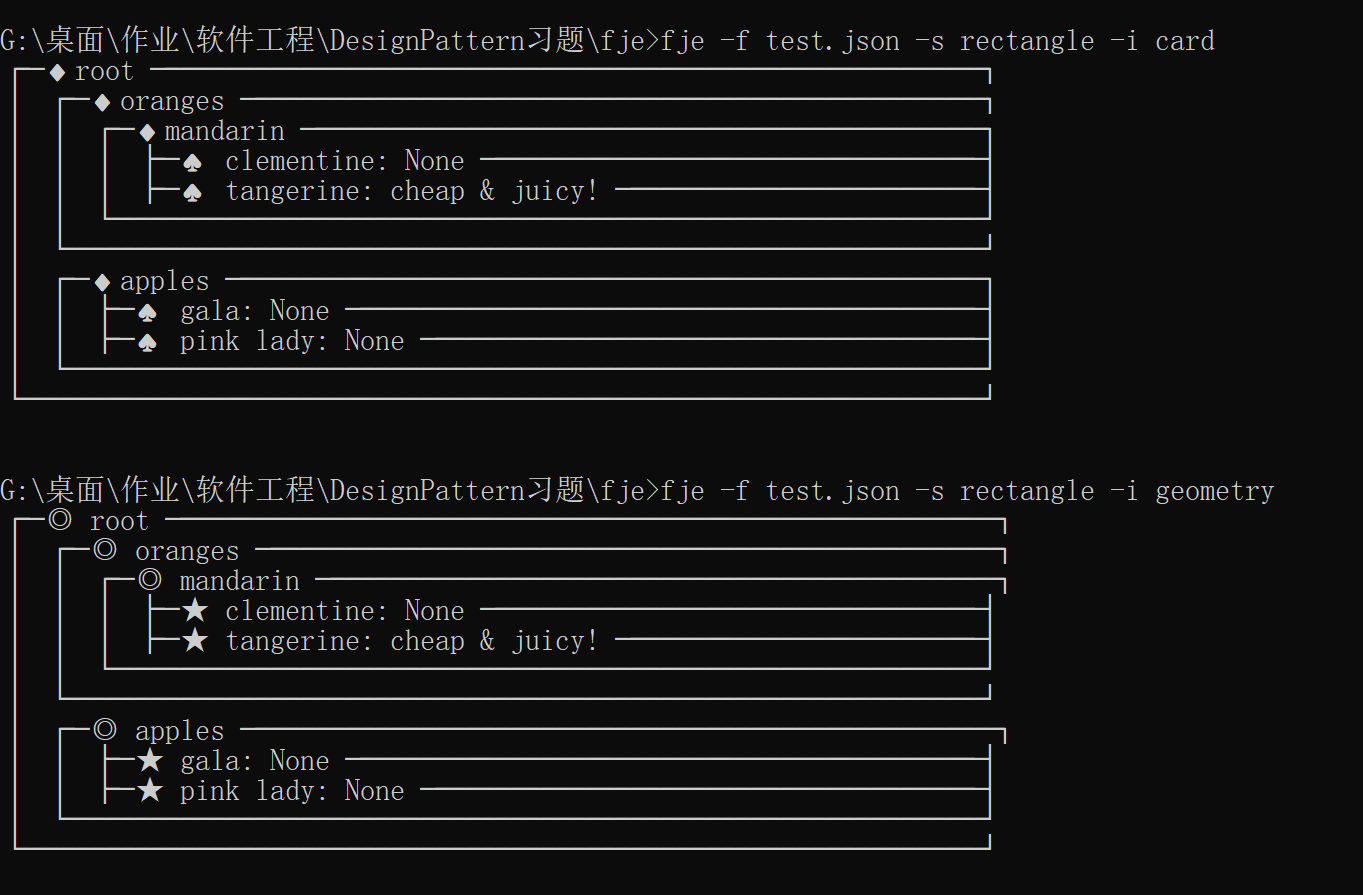 G:\桌面\作业\软件工程\DesignPattern习题\fje>fje -f test.json -s rectangle -i card
┌─♦ root ─────────────────────────────┐
│ ┌─♦ oranges ────────────────────────┐
│ │ ┌─♦ mandarin ─────────────────────┐
│ │ │ ├─♠ clementine: None ───────────┤
│ │ │ ├─♠ tangerine: cheap & juicy! ──┤
│ │ └─────────────────────────────────┘
│ └───────────────────────────────────┘
│ ┌─♦ apples ─────────────────────────┐
│ │ ├─♠ gala: None ───────────────────┤
│ │ ├─♠ pink lady: None ──────────────┤
│ └───────────────────────────────────┘
└─────────────────────────────────────┘
G:\桌面\作业\软件工程\DesignPattern习题\fje>fje -f test.json -s rectangle -i geometry
┌─◎ root ─────────────────────────────┐
│ ┌─◎ oranges ────────────────────────┐
│ │ ┌─◎ mandarin ─────────────────────┐
│ │ │ ├─★ clementine: None ───────────┤
│ │ │ ├─★ tangerine: cheap & juicy! ──┤
│ │ └─────────────────────────────────┘
│ └───────────────────────────────────┘
│ ┌─◎ apples ─────────────────────────┐
│ │ ├─★ gala: None ───────────────────┤
│ │ ├─★ pink lady: None ──────────────┤
│ └───────────────────────────────────┘
└─────────────────────────────────────┘